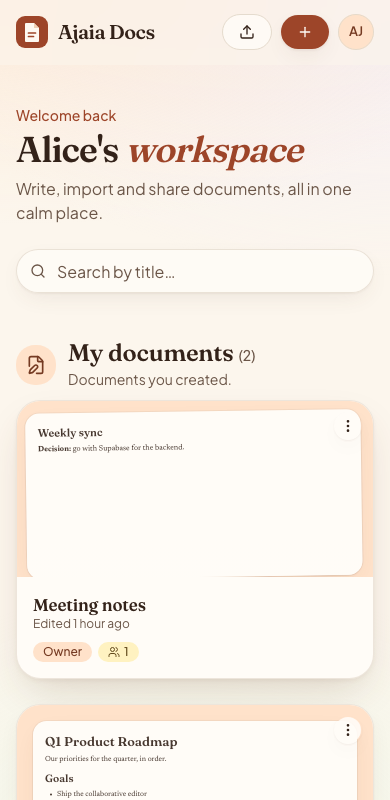 Ajaia Docs
AJ
Welcome back
Alice's workspace
Write, import and share documents, all in one
calm place.
Search by title…
My documents (2)
Documents you created.
Weekly sync
Decision: go with Supabase for the backend.
Meeting notes
Edited 1 hour ago
Owner
1
Q1 Product Roadmap
Our priorities for the quarter, in order.
Goals
• Ship the collaborative editor